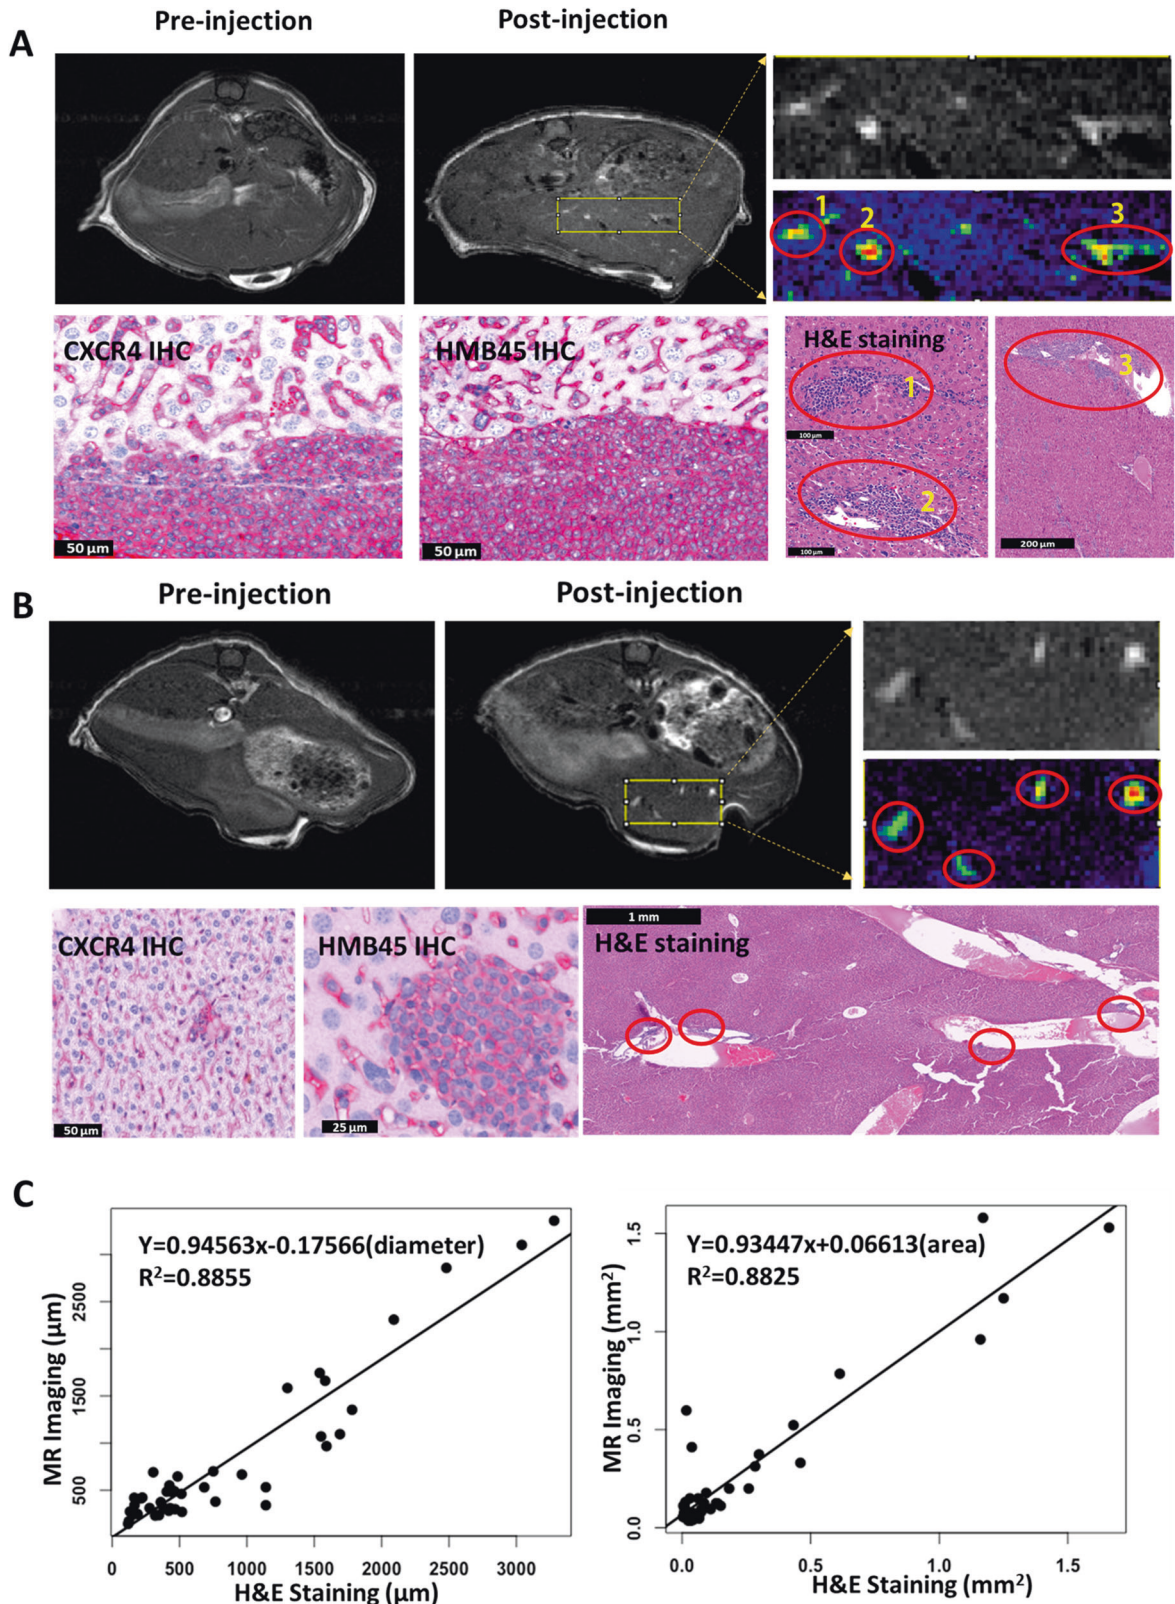 Pre-injection Post-injection
A
1
2
3
CXCR4 IHC
HMB45 IHC
H&E staining
1
2
3
50 µm
50 µm
100 µm
100 µm
200 µm
B
Pre-injection Post-injection
CXCR4 IHC
HMB45 IHC
H&E staining
1 mm
50 µm
25 µm
C
Y=0.94563x-0.17566(diameter)
R²=0.8855
MR Imaging (µm)
500
1500
2500
0 500 1000 1500 2000 2500 3000
H&E Staining (µm)
Y=0.93447x+0.06613(area)
R²=0.8825
MR Imaging (mm²)
0.0
0.5
1.0
1.5
0.0 0.5 1.0 1.5
H&E Staining (mm²)